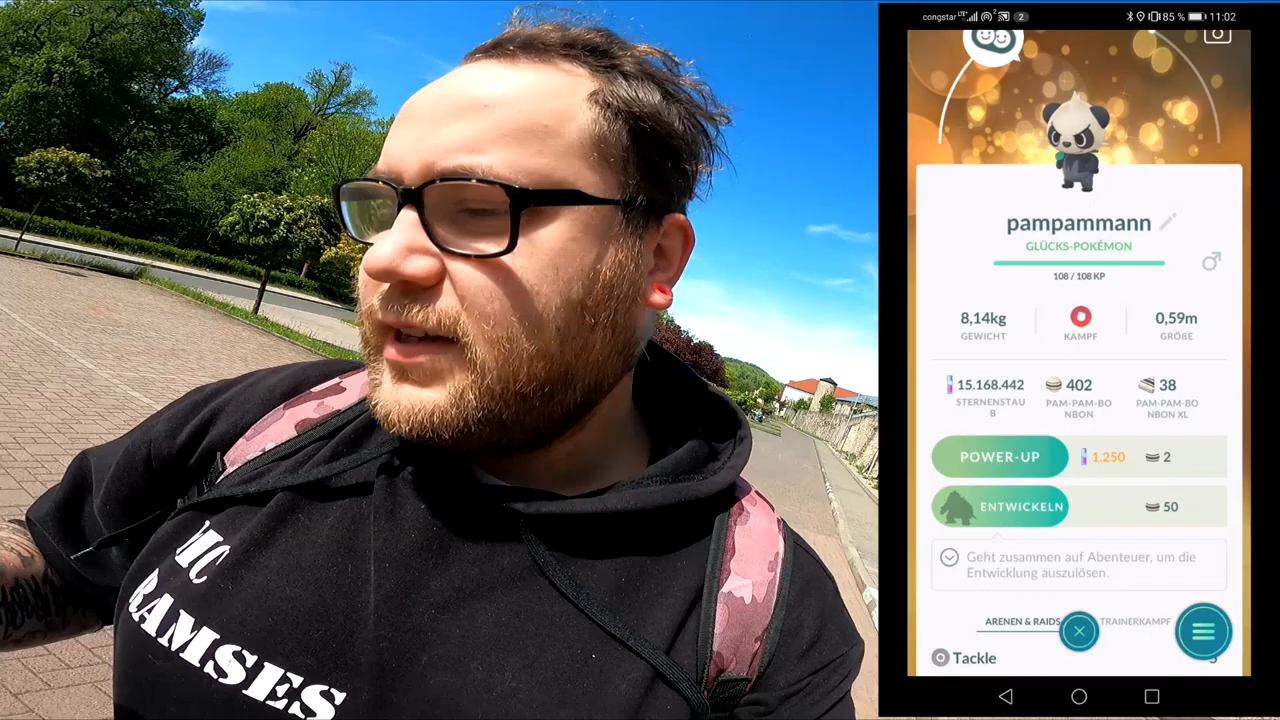 MC
RAMSES
congstar 2 85 % 11:02
pampammann
GLÜCKS-POKÉMON
108 / 108 KP
8,14kg
GEWICHT
KAMPF
0,59m
GRÖßE
15.168.442
STERNENSTAU
B
402
PAM-PAM-BO
NBON
38
PAM-PAM-BO
NBON XL
POWER-UP 1.250 2
ENTWICKELN 50
Geht zusammen auf Abenteuer, um die
Entwicklung auszulösen.
ARENEN & RAIDS TRAINERKAMPF
Tackle